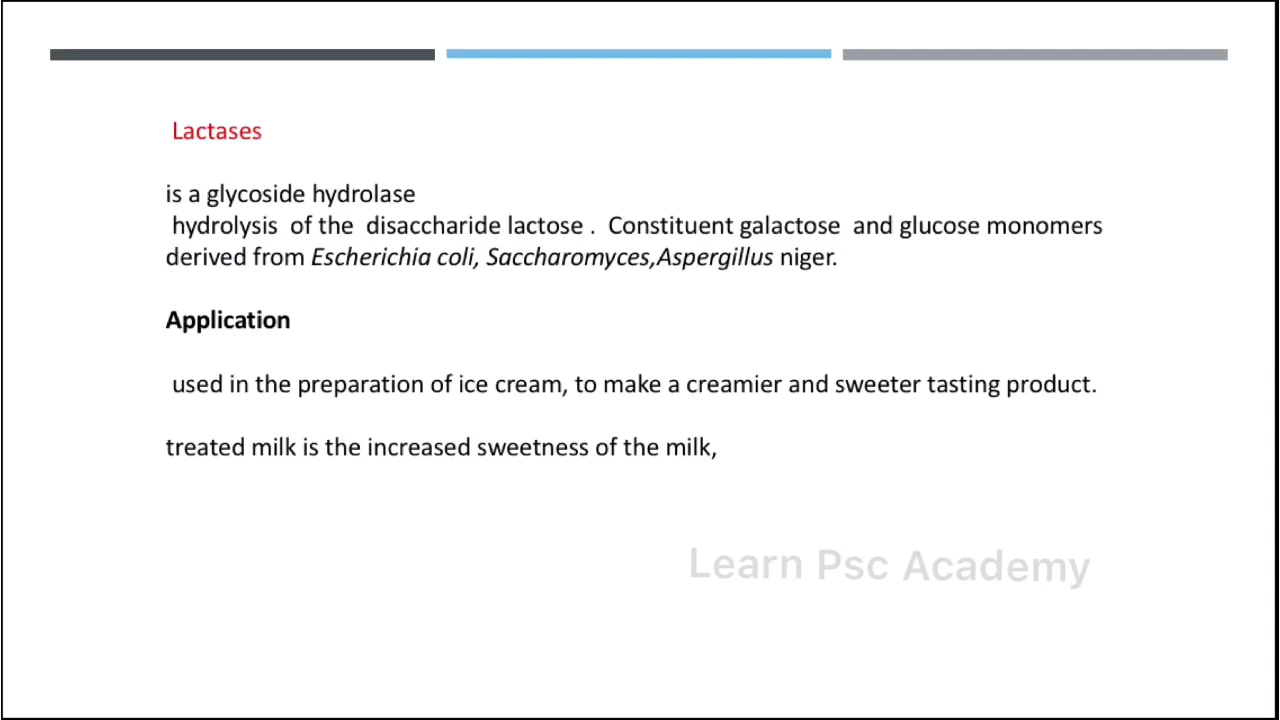 Lactases
is a glycoside hydrolase
hydrolysis of the disaccharide lactose . Constituent galactose and glucose monomers
derived from Escherichia coli, Saccharomyces,Aspergillus niger.
Application
used in the preparation of ice cream, to make a creamier and sweeter tasting product.
treated milk is the increased sweetness of the milk,
Learn Psc Academy